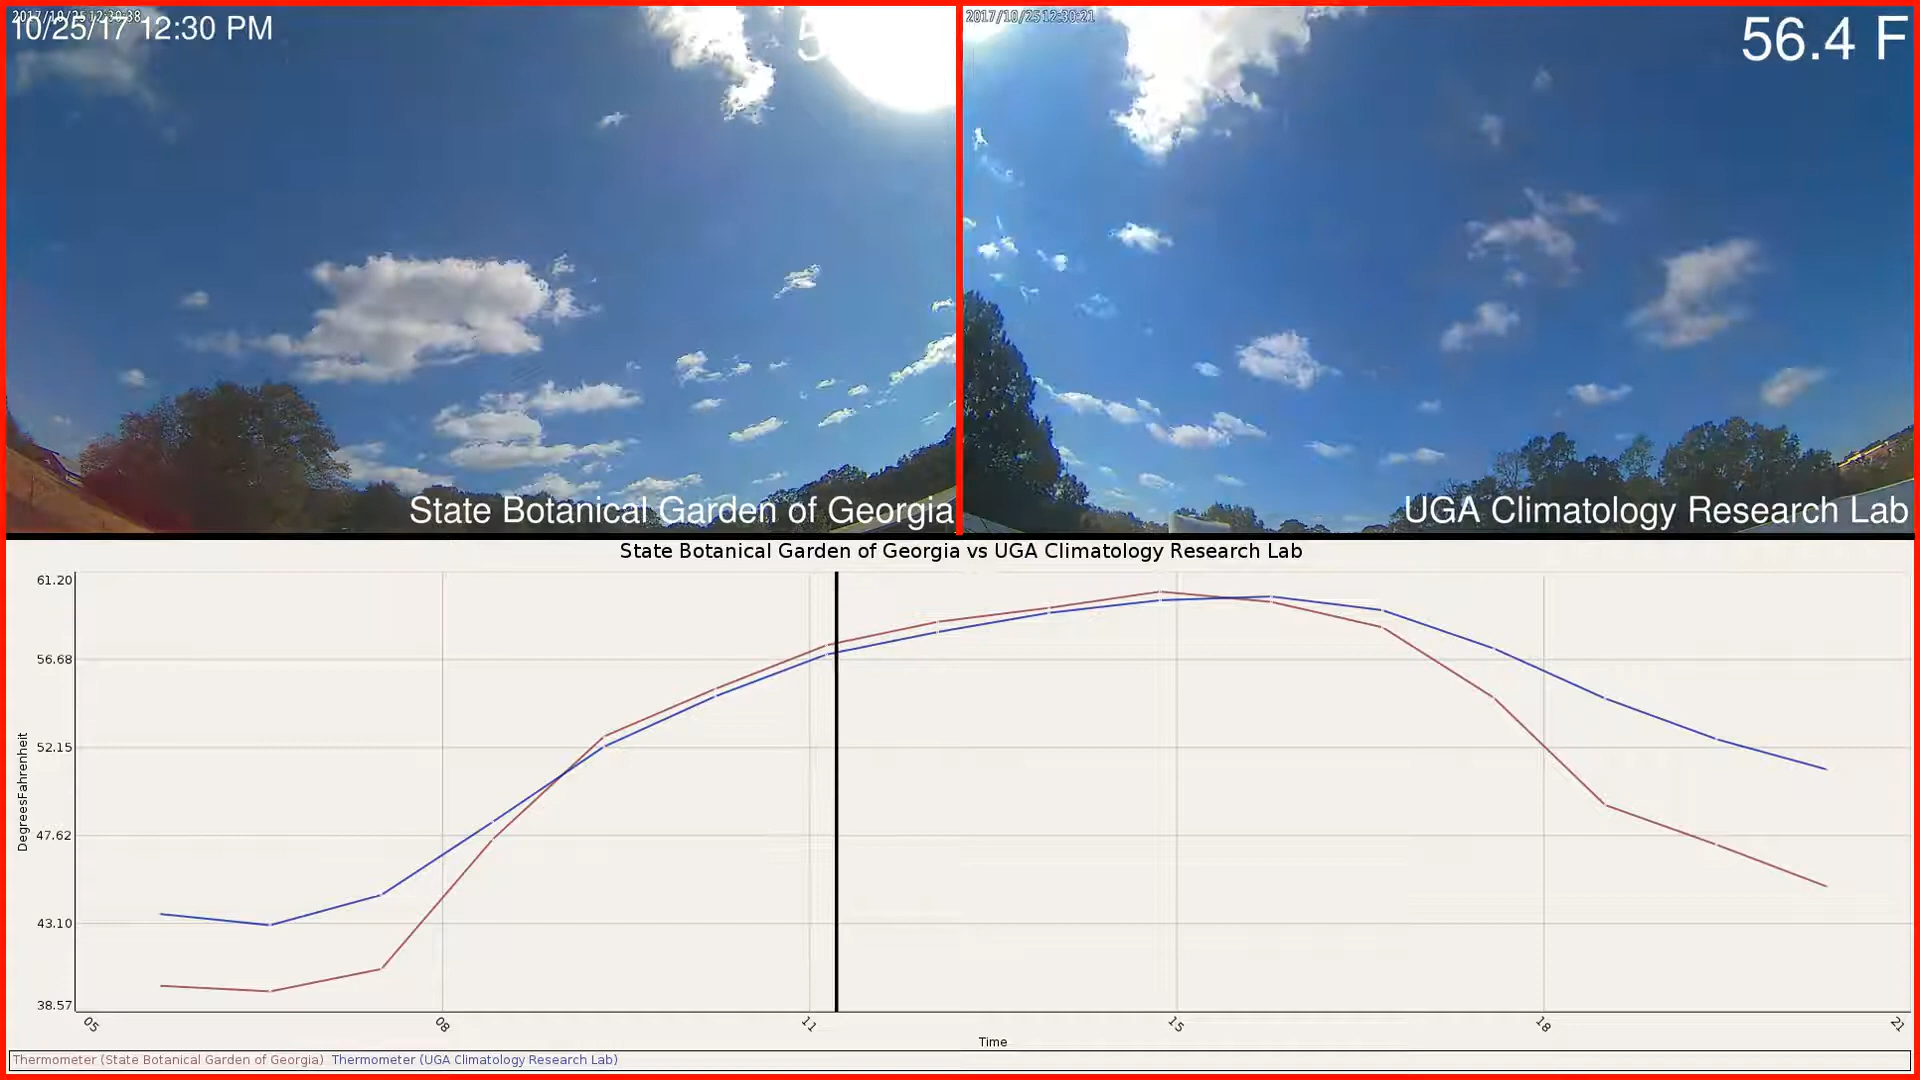 2017/10/25 12:30:38
10/25/17 12:30 PM
5
State Botanical Garden of Georgia
2017/10/25 12:30:21
56.4 F
UGA Climatology Research Lab
State Botanical Garden of Georgia vs UGA Climatology Research Lab
61.20
56.68
52.15
47.62
43.10
38.57
DegreesFahrenheit
05
08
11
15
18
21
Time
Thermometer (State Botanical Garden of Georgia) Thermometer (UGA Climatology Research Lab)